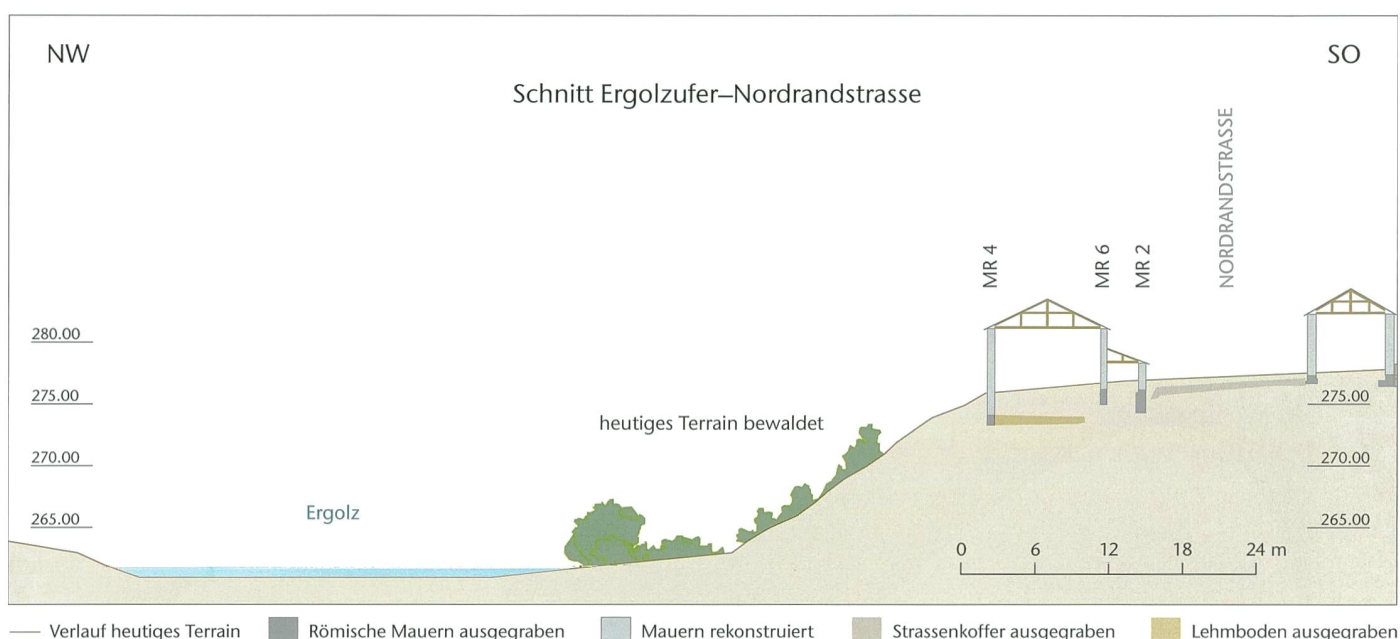 NW
SO
Schnitt Ergolzufer–Nordrandstrasse
NORDRANDSTRASSE
MR 4
MR 6
MR 2
280.00
275.00
270.00
265.00
heutiges Terrain bewaldet
Ergolz
275.00
270.00
265.00
0 6 12 18 24 m
Verlauf heutiges Terrain
Römische Mauern ausgegraben
Mauern rekonstruiert
Strassenkoffer ausgegraben
Lehmboden ausgegraben